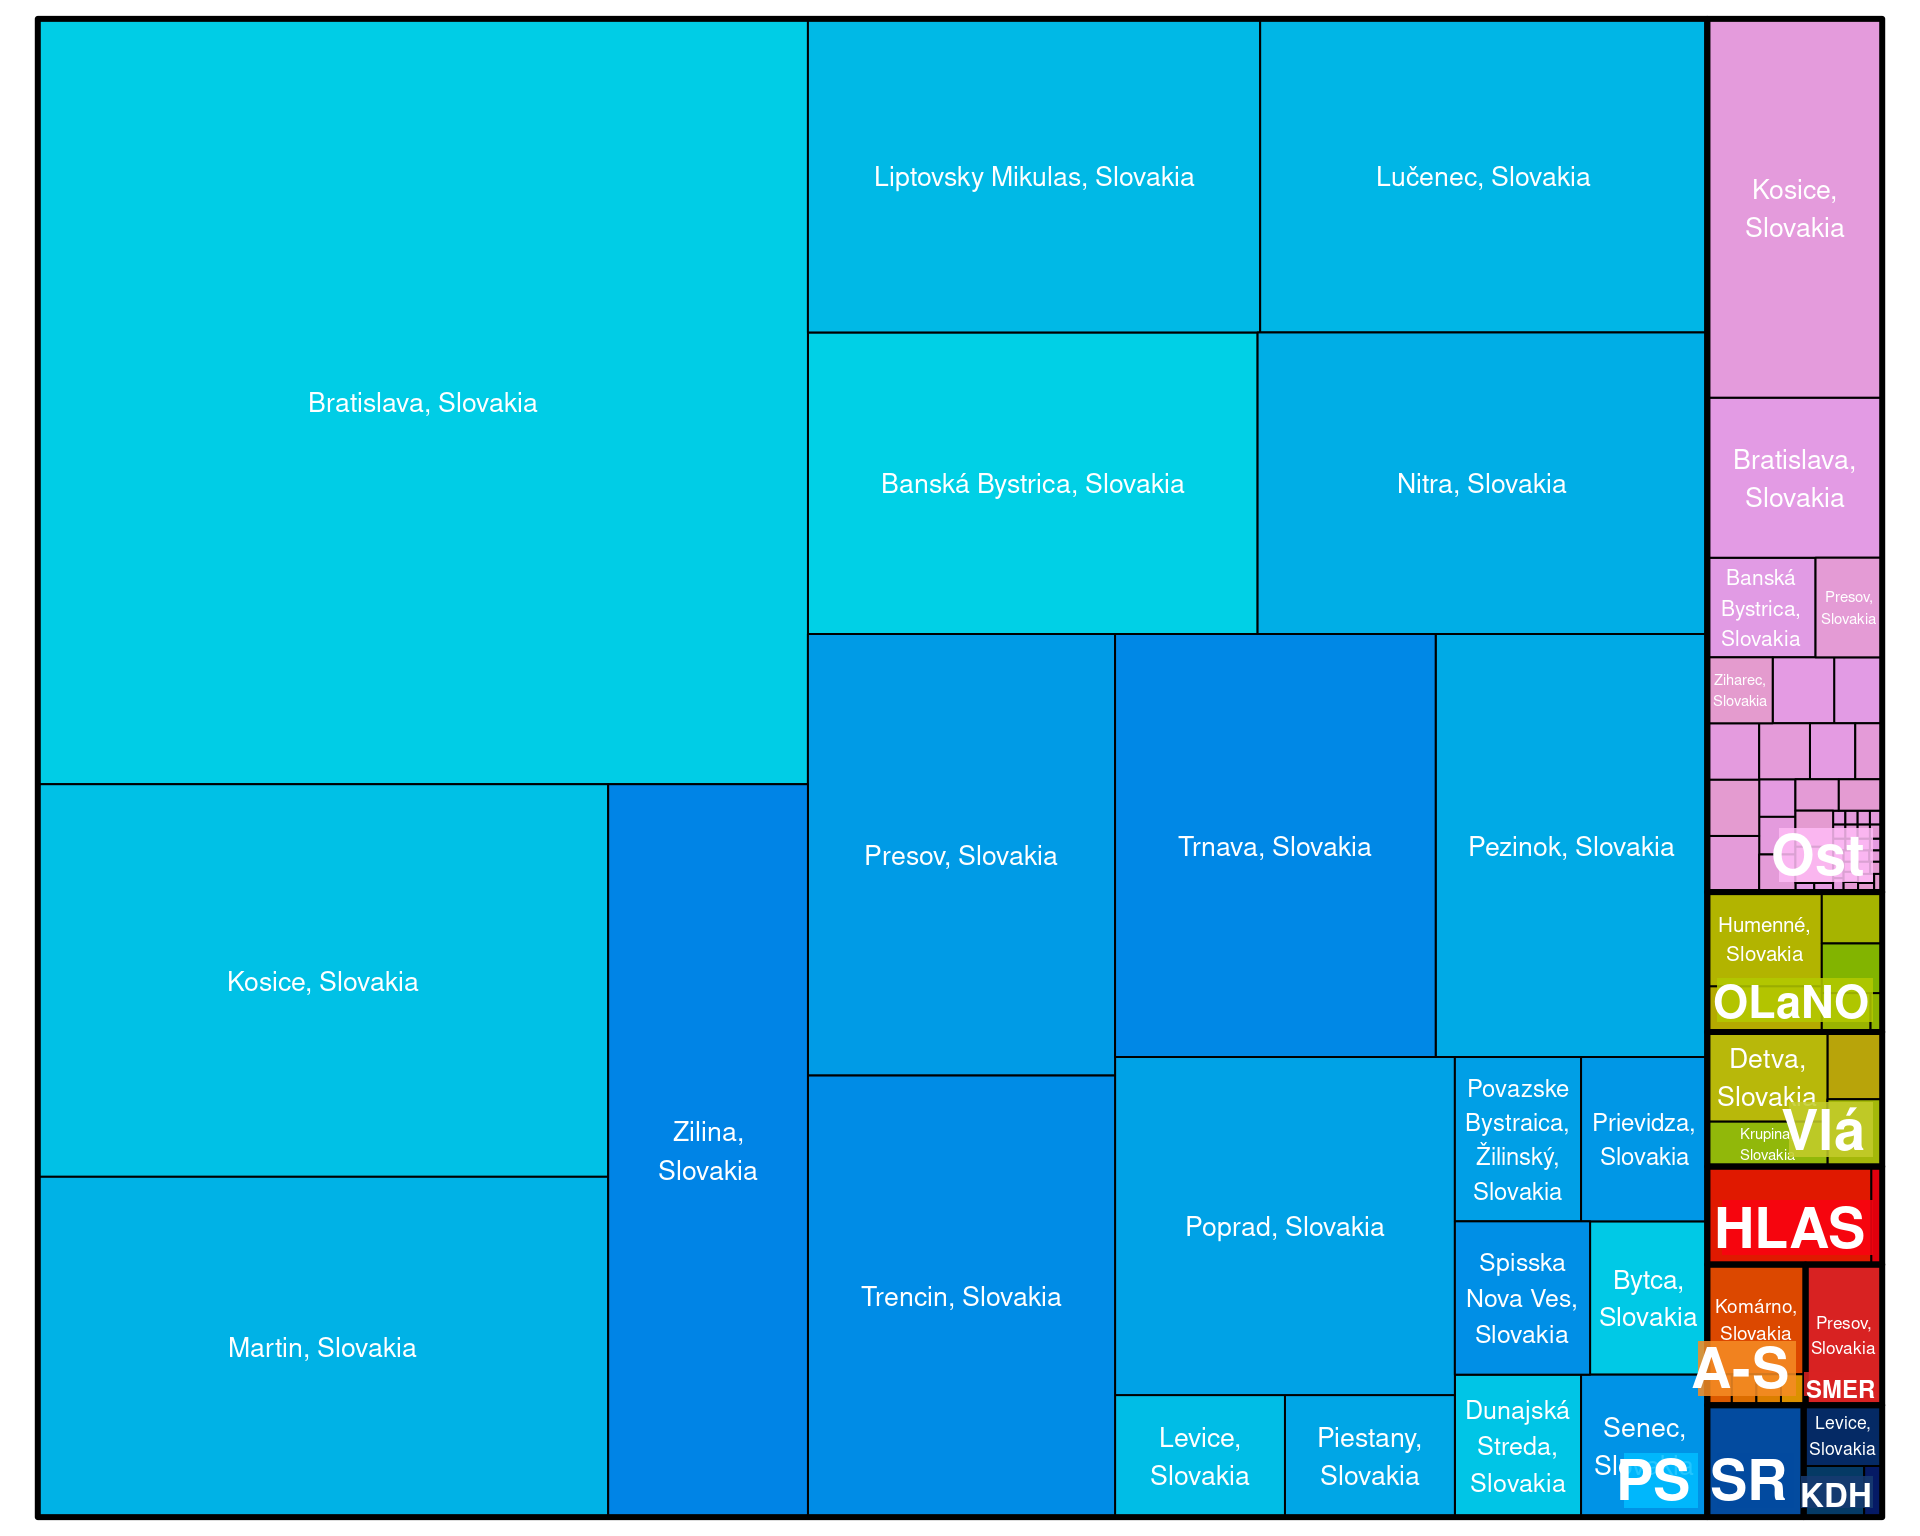 Bratislava, Slovakia
Liptovsky Mikulas, Slovakia
Lučenec, Slovakia
Banská Bystrica, Slovakia
Nitra, Slovakia
Kosice, Slovakia
Martin, Slovakia
Zilina,
Slovakia
Presov, Slovakia
Trnava, Slovakia
Pezinok, Slovakia
Trencin, Slovakia
Poprad, Slovakia
Levice,
Slovakia
Piestany,
Slovakia
Povazske
Bystraica,
Žilinský,
Slovakia
Prievidza,
Slovakia
Spisska
Nova Ves,
Slovakia
Bytca,
Slovakia
Dunajská
Streda,
Slovakia
Senec,
Slovakia
PS
Kosice,
Slovakia
Bratislava,
Slovakia
Banská
Bystrica,
Slovakia
Presov,
Slovakia
Ziharec,
Slovakia
Ost
Humenné,
Slovakia
OLaNO
Detva,
Slovakia
Krupina,
Slovakia
Vlá
HLAS
Komárno,
Slovakia
A-S
Presov,
Slovakia
SMER
SR
Levice,
Slovakia
KDH